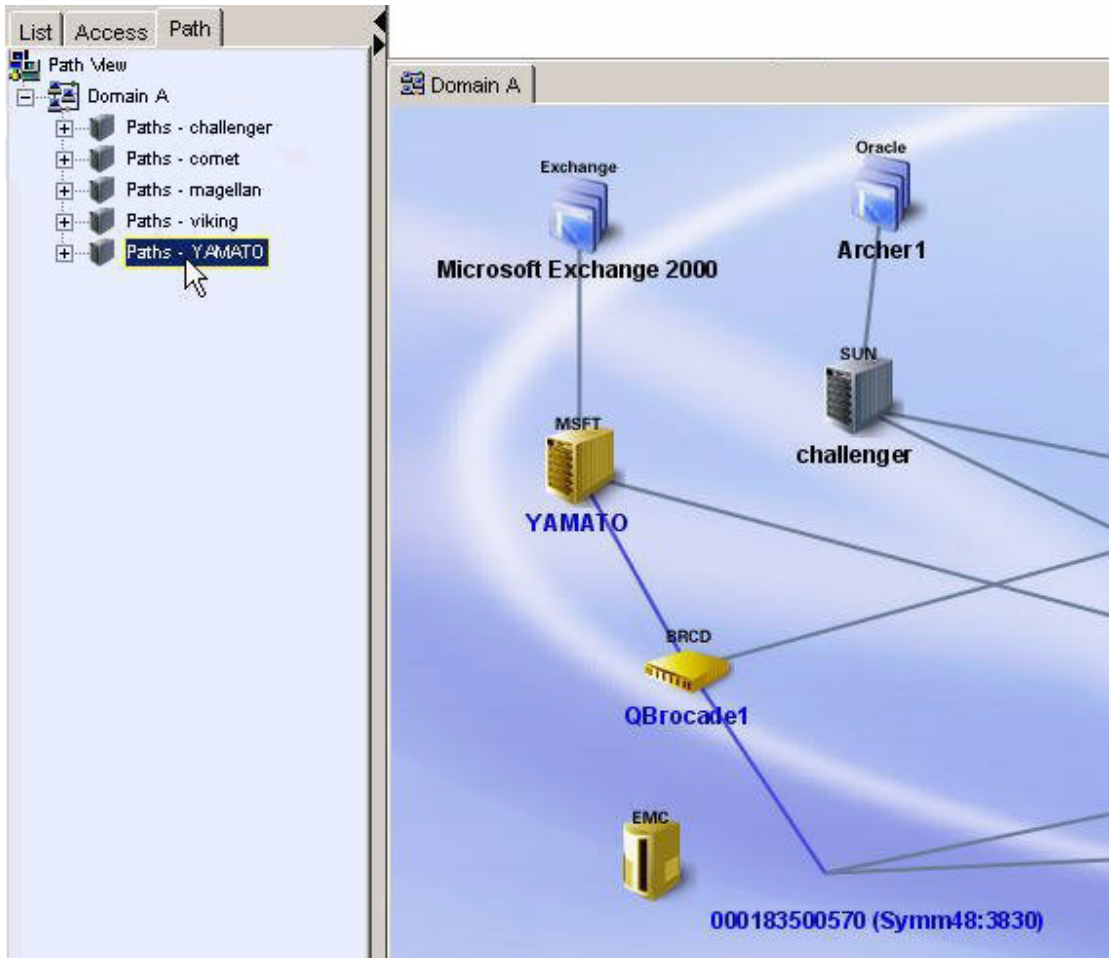 List Access Path
Path View
Domain A
Paths - challenger
Paths - comet
Paths - magellan
Paths - viking
Paths - YAMATO
Domain A
Exchange
Microsoft Exchange 2000
Oracle
Archer1
SUN
challenger
MSFT
YAMATO
BRCD
QBrocade1
EMC
000183500570 (Symm48:3830)